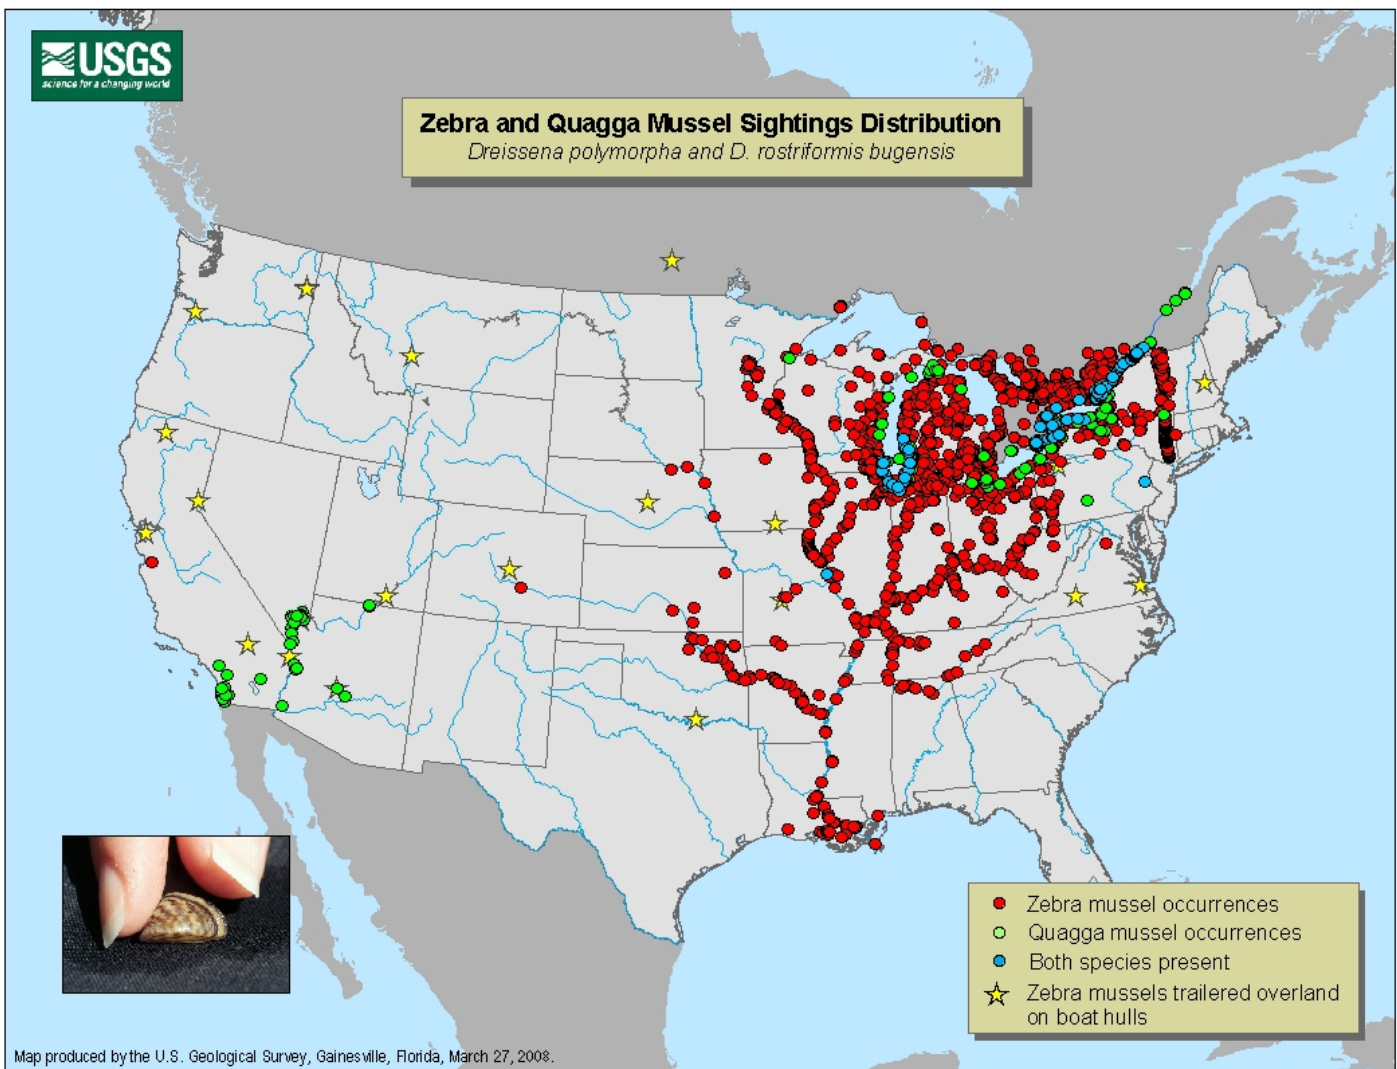 USGS
science for a changing world
Zebra and Quagga Mussel Sightings Distribution
Dreissena polymorpha and D. rostriformis bugensis
Zebra mussel occurrences
Quagga mussel occurrences
Both species present
Zebra mussels trailered overland
on boat hulls
Map produced by the U.S. Geological Survey, Gainesville, Florida, March 27, 2008.